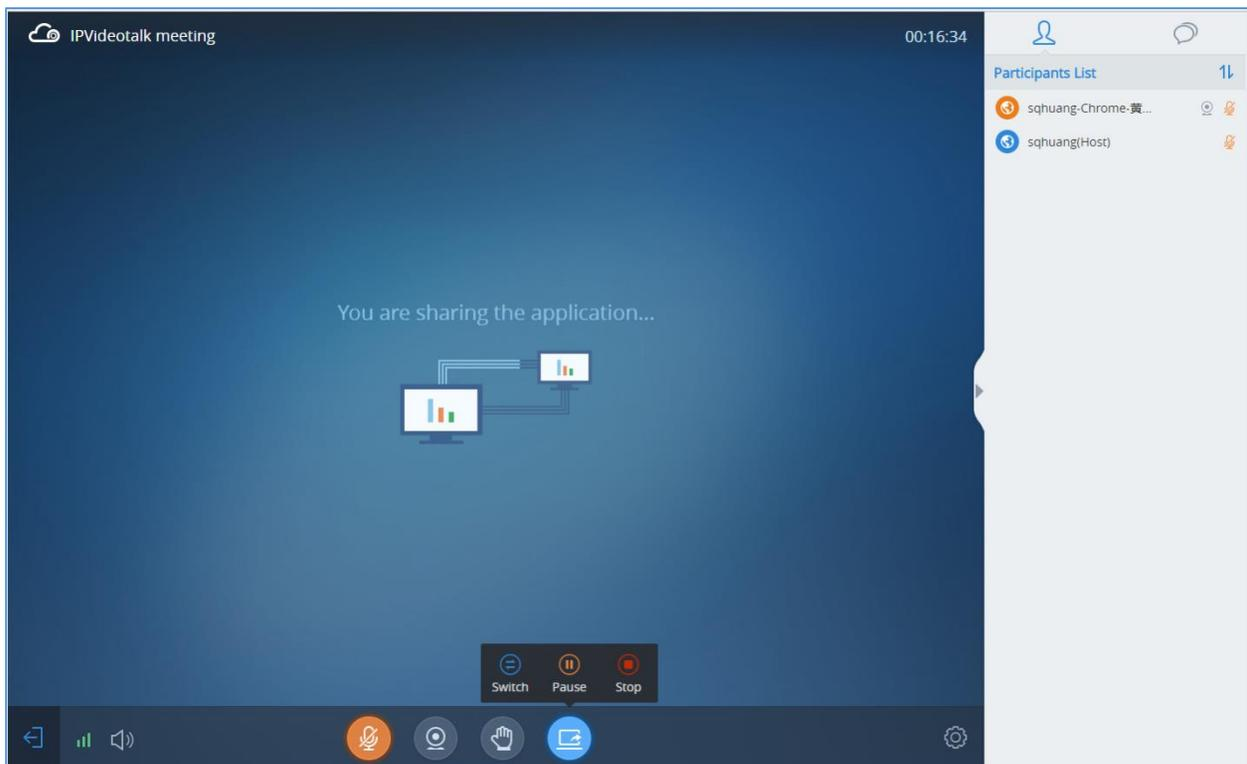 IPVideotalk meeting
00:16:34
Participants List
sqhuang-Chrome-黄...
sqhuang(Host)
You are sharing the application...
Switch Pause Stop